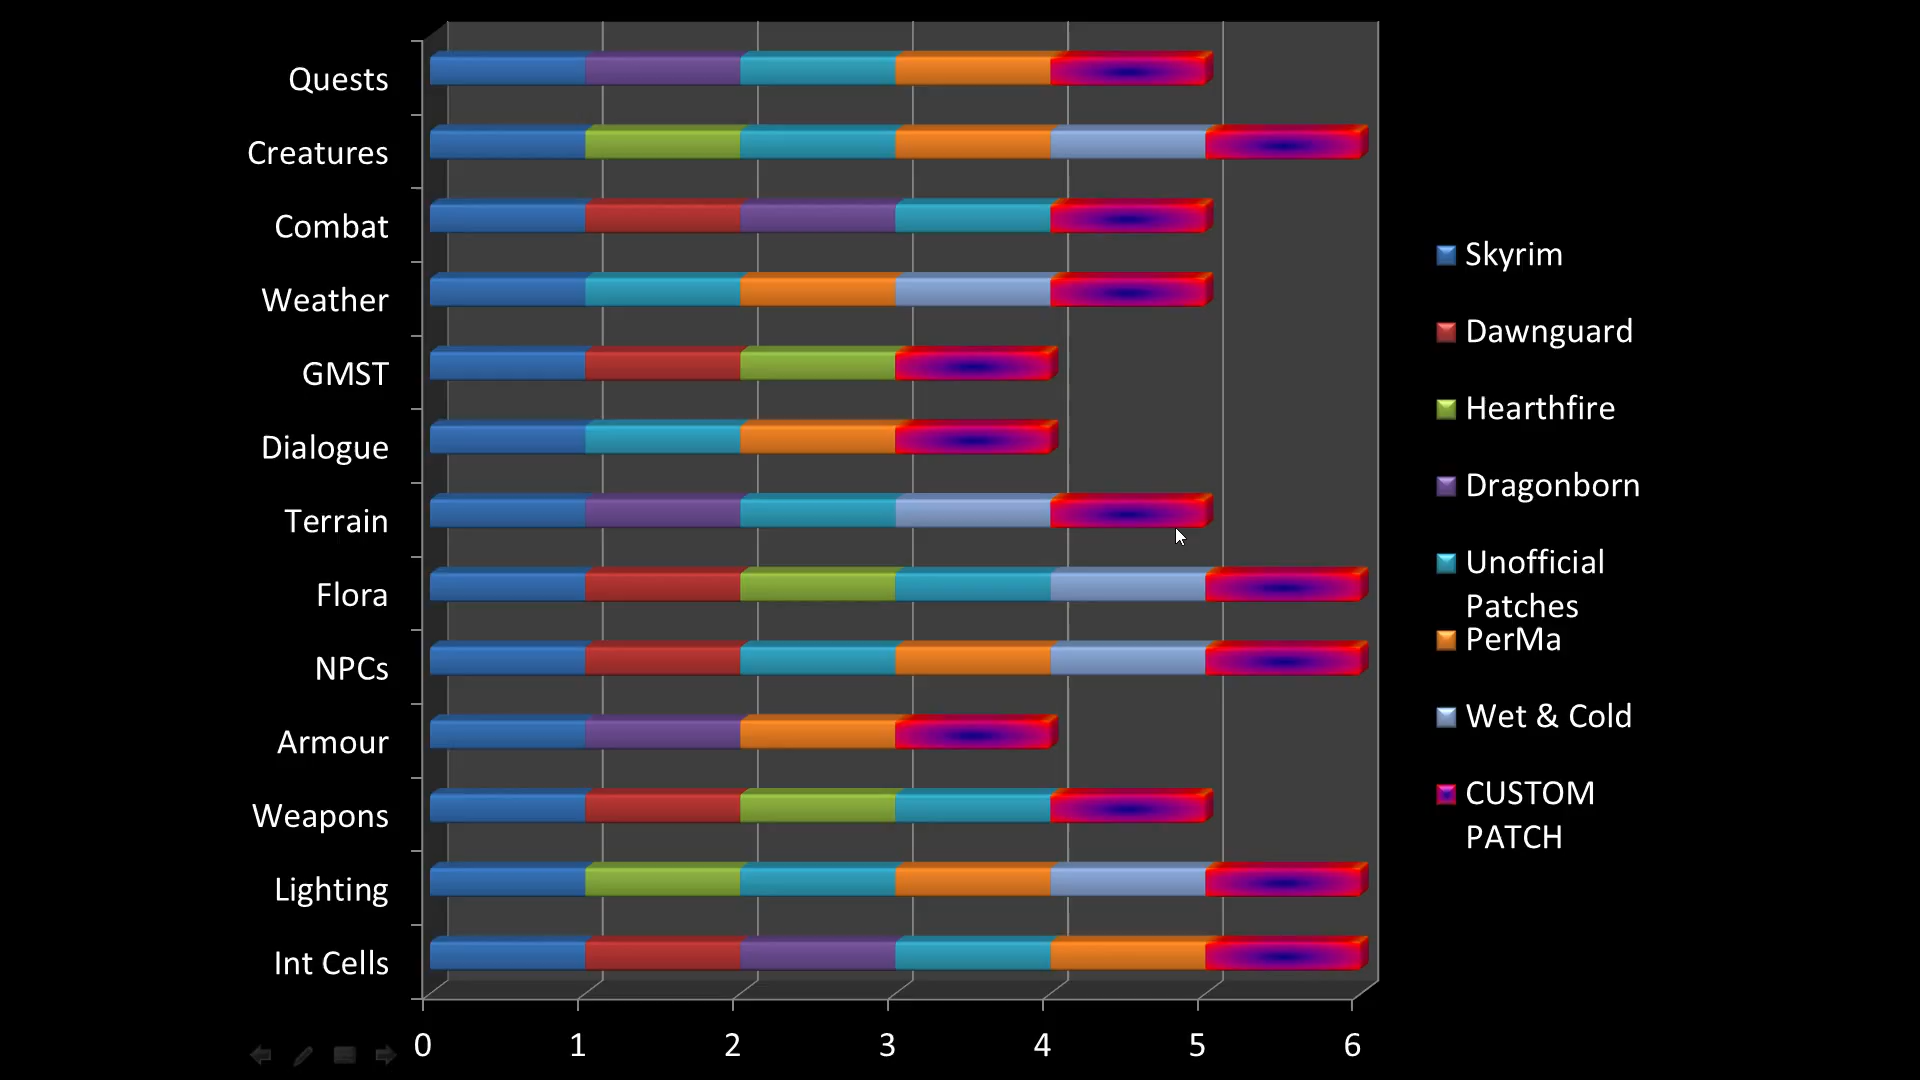 Quests
Creatures
Combat
Weather
GMST
Dialogue
Terrain
Flora
NPCs
Armour
Weapons
Lighting
Int Cells
0 1 2 3 4 5 6
Skyrim
Dawnguard
Hearthfire
Dragonborn
Unofficial
Patches
PerMa
Wet & Cold
CUSTOM
PATCH